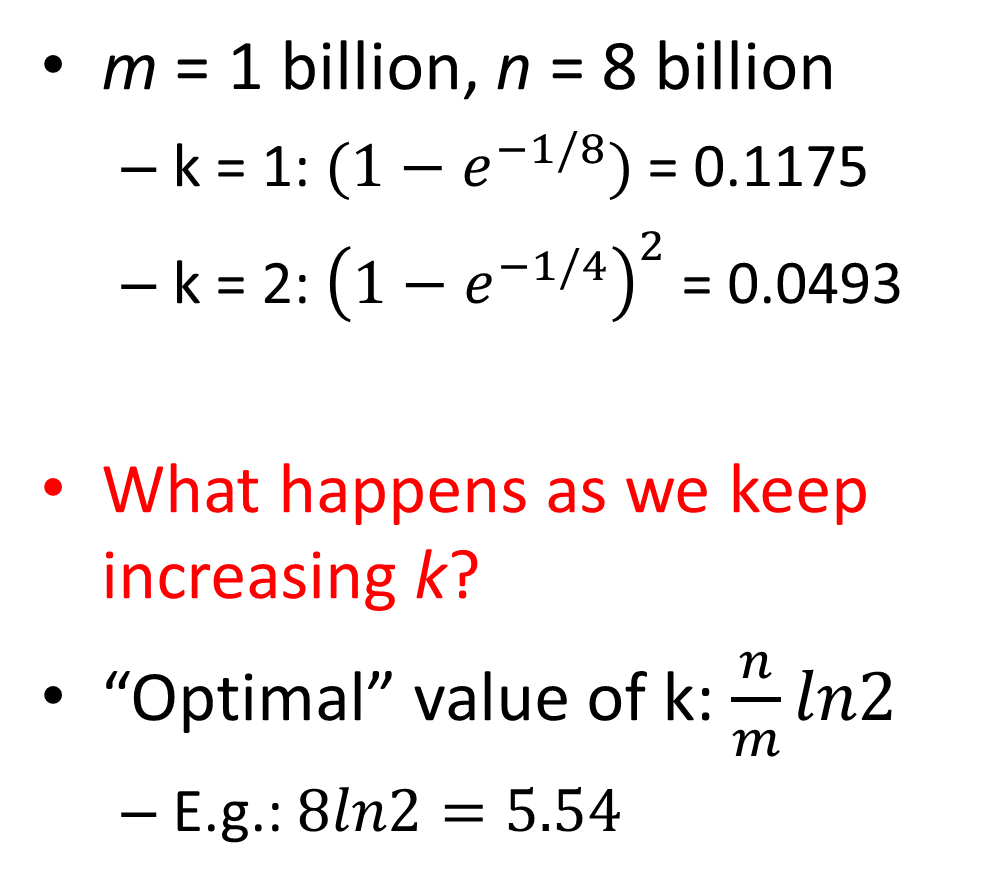 • m = 1 billion, n = 8 billion
– k = 1: (1 − e^{−1/8}) = 0.1175
– k = 2: (1 − e^{−1/4})^2 = 0.0493
• What happens as we keep
increasing k?
• “Optimal” value of k: \frac{n}{m} ln2
– E.g.: 8ln2 = 5.54